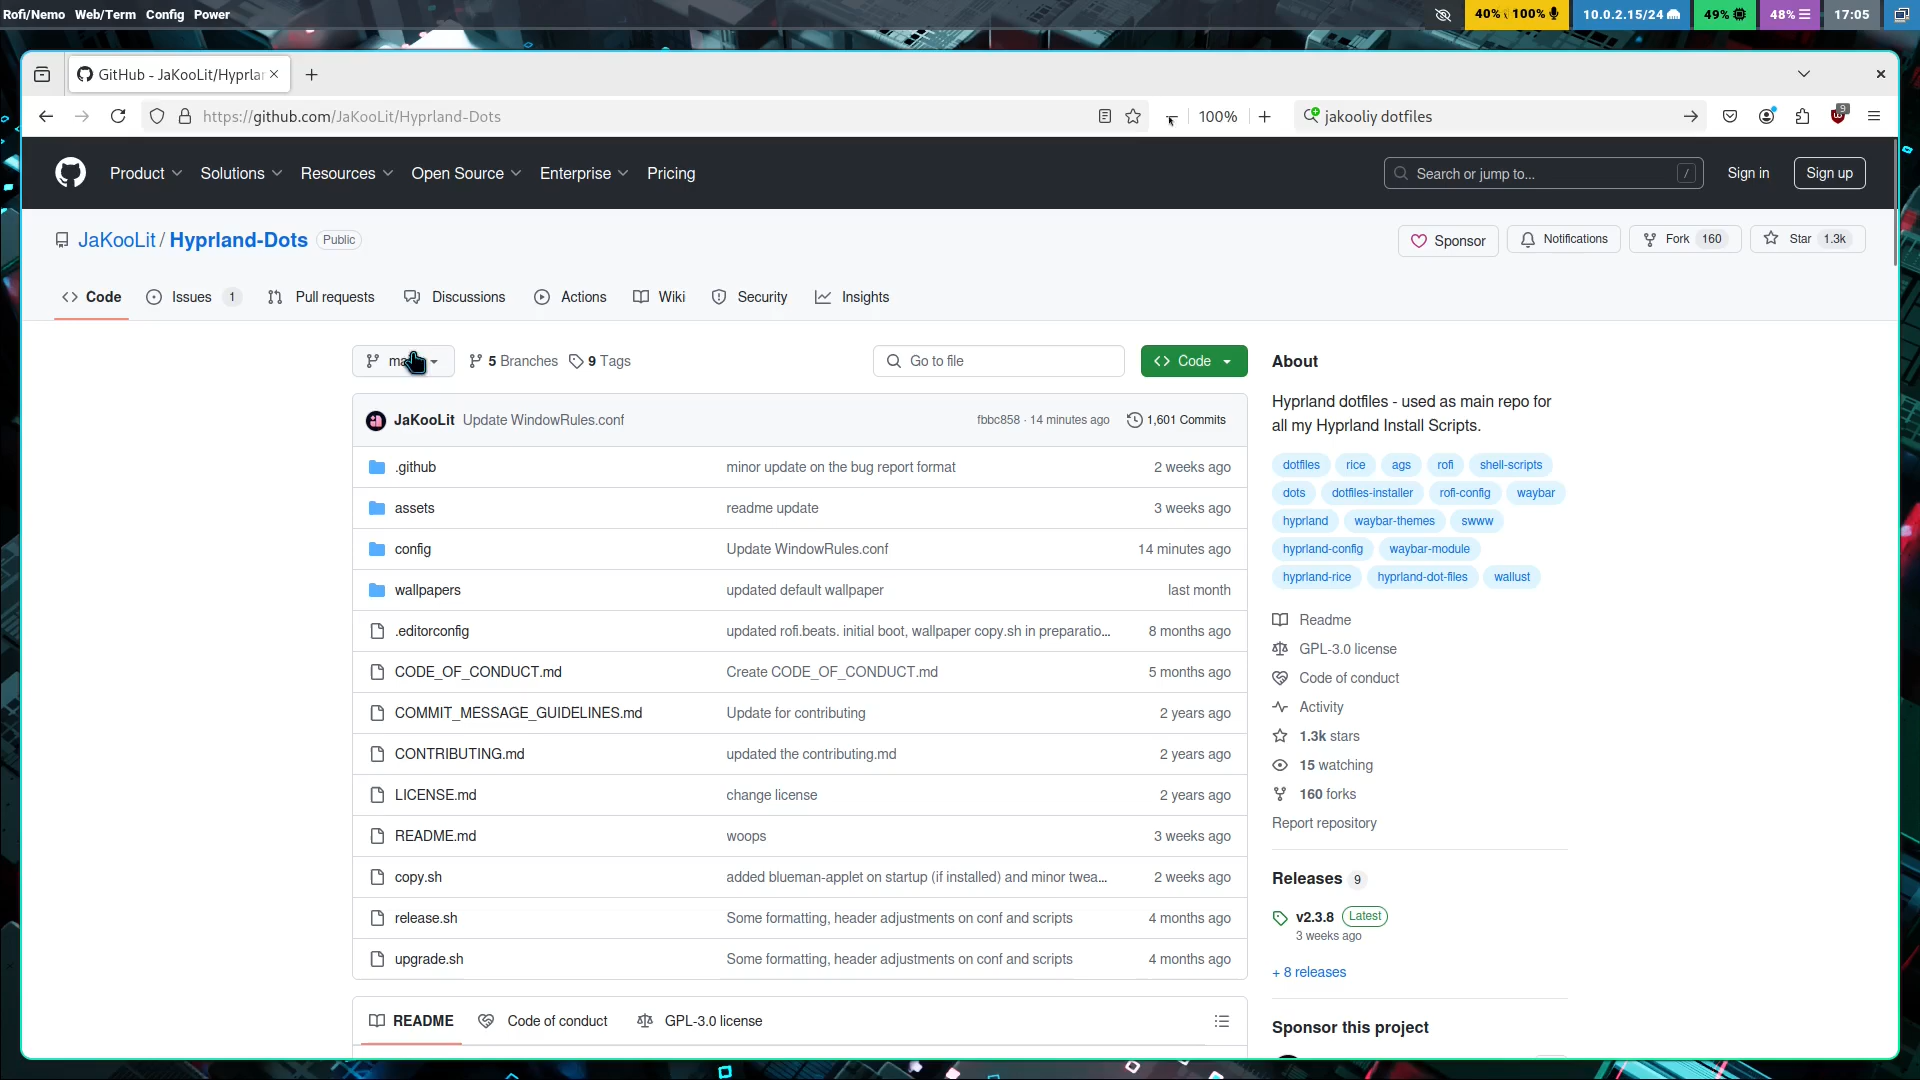 Rofi/Nemo Web/Term Config Power
40% 100% 10.0.2.15/24 49% 48% 17:05
GitHub - JaKooLit/Hyprla
https://github.com/JaKooLit/Hyprland-Dots 100% jakooliy dotfiles 9
Product Solutions Resources Open Source Enterprise Pricing Search or jump to... / Sign in Sign up
JaKooLit / Hyprland-Dots Public Sponsor Notifications Fork 160 Star 1.3k
Code Issues 1 Pull requests Discussions Actions Wiki Security Insights
5 Branches 9 Tags Go to file Code
JaKooLit Update WindowRules.conf fbbc858 · 14 minutes ago 1,601 Commits
.github minor update on the bug report format 2 weeks ago
assets readme update 3 weeks ago
config Update WindowRules.conf 14 minutes ago
wallpapers updated default wallpaper last month
.editorconfig updated rofi.beats. initial boot, wallpaper copy.sh in preparatio... 8 months ago
CODE_OF_CONDUCT.md Create CODE_OF_CONDUCT.md 5 months ago
COMMIT_MESSAGE_GUIDELINES.md Update for contributing 2 years ago
CONTRIBUTING.md updated the contributing.md 2 years ago
LICENSE.md change license 2 years ago
README.md woops 3 weeks ago
copy.sh added blueman-applet on startup (if installed) and minor twea... 2 weeks ago
release.sh Some formatting, header adjustments on conf and scripts 4 months ago
upgrade.sh Some formatting, header adjustments on conf and scripts 4 months ago
README Code of conduct GPL-3.0 license
About
Hyprland dotfiles - used as main repo for
all my Hyprland Install Scripts.
dotfiles rice ags rofi shell-scripts
dots dotfiles-installer rofi-config waybar
hyprland waybar-themes swww
hyprland-config waybar-module
hyprland-rice hyprland-dot-files wallust
Readme
GPL-3.0 license
Code of conduct
Activity
1.3k stars
15 watching
160 forks
Report repository
Releases 9
v2.3.8 Latest
3 weeks ago
+ 8 releases
Sponsor this project